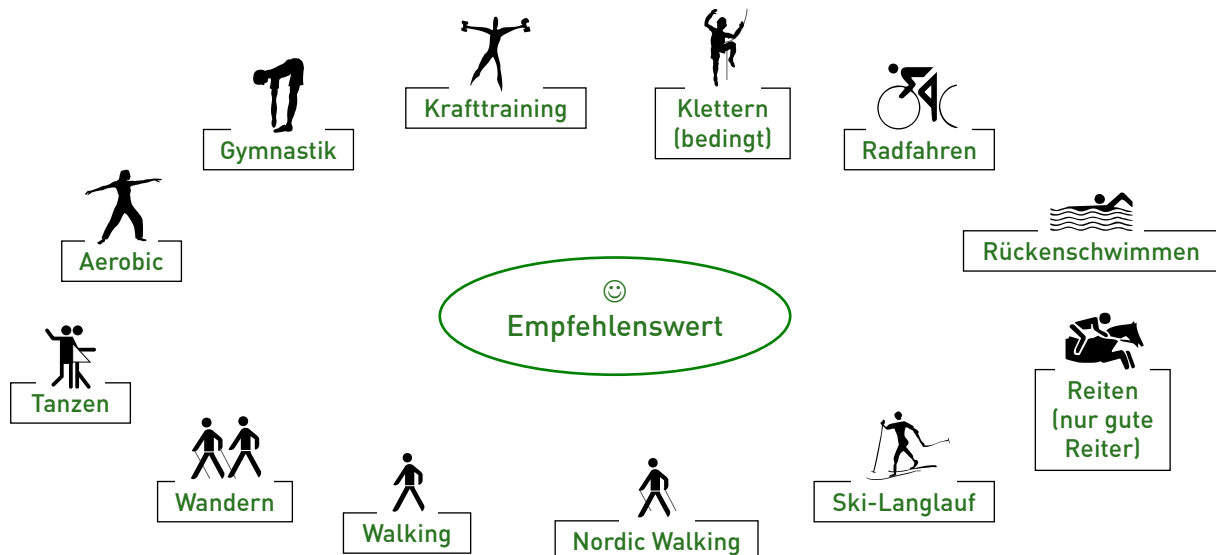 Krafttraining
Klettern
(bedingt)
Gymnastik
Radfahren
Aerobic
Rückenschwimmen
Empfehlenswert
Tanzen
Reiten
(nur gute
Reiter)
Wandern
Ski-Langlauf
Walking
Nordic Walking